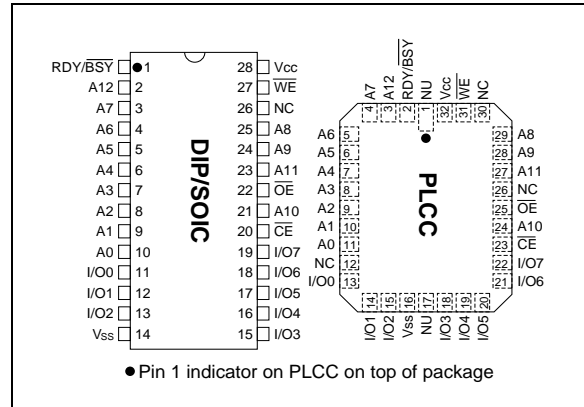 RDY/BSY 1 28 Vcc
A12 2 27 WE
A7 3 26 NC
A6 4 25 A8
A5 5 24 A9
A4 6 23 A11
A3 7 22 OE
A2 8 21 A10
A1 9 20 CE
A0 10 19 I/O7
I/O0 11 18 I/O6
I/O1 12 17 I/O5
I/O2 13 16 I/O4
Vss 14 15 I/O3
DIP/SOIC
A7 A12 RDY/BSY NU Vcc WE NC
4 3 2 1 32 31 30
A6 5 29 A8
A5 6 28 A9
A4 7 27 A11
A3 8 26 NC
A2 9 25 OE
A1 10 24 A10
A0 11 23 CE
NC 12 22 I/O7
I/O0 13 21 I/O6
PLCC
14 15 16 17 18 19 20
I/O1 I/O2 Vss NU I/O3 I/O4 I/O5
● Pin 1 indicator on PLCC on top of package